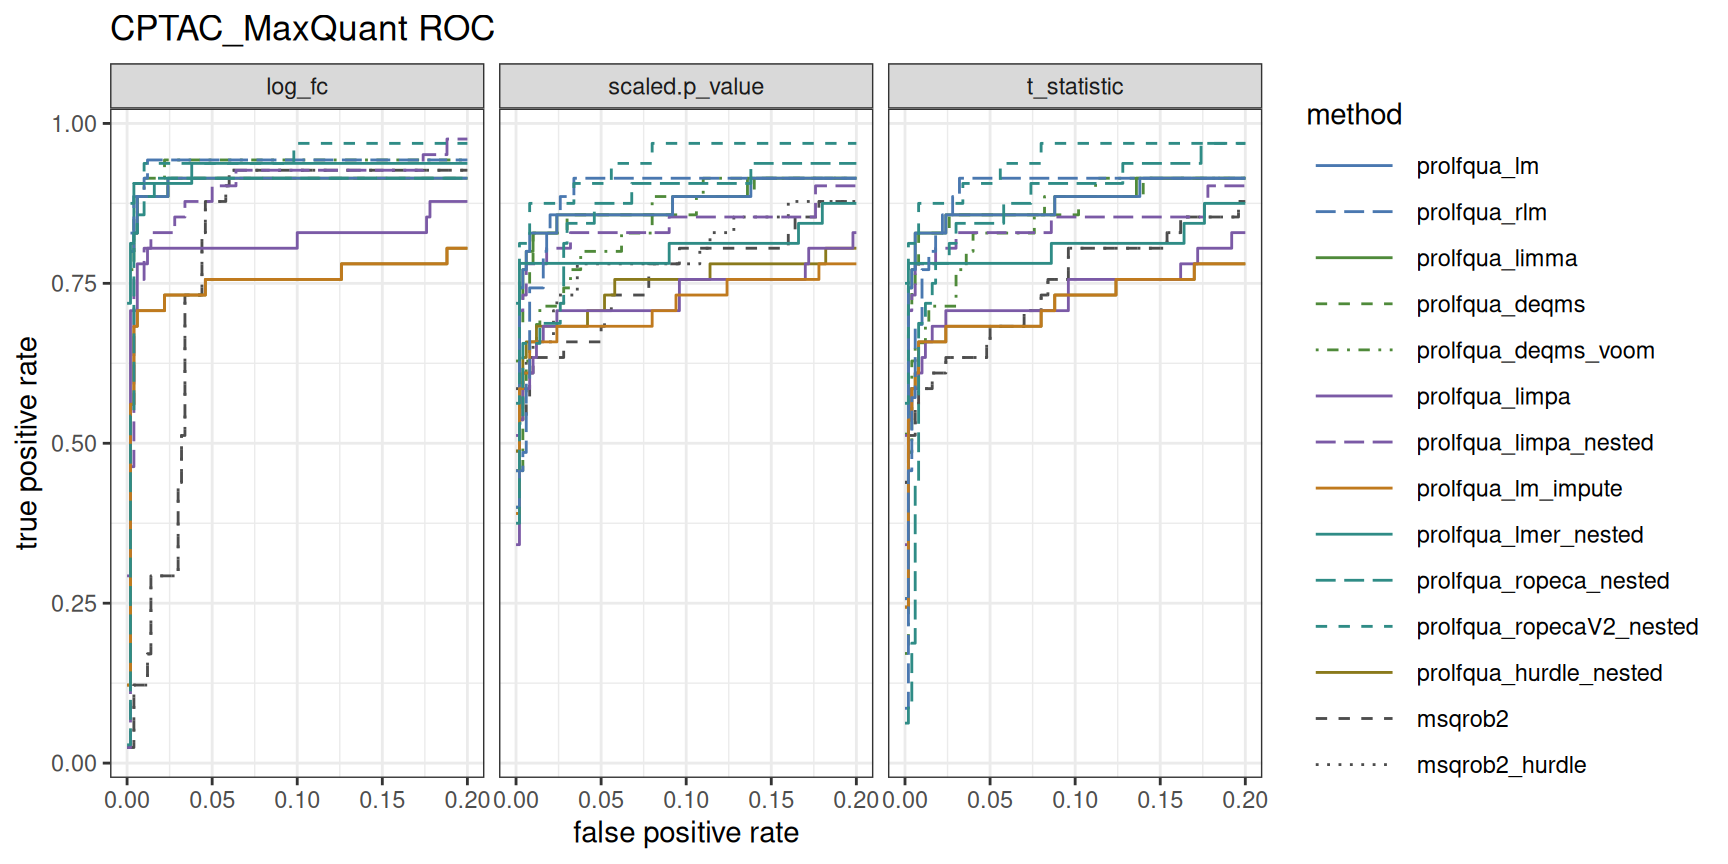 CPTAC_MaxQuant ROC
log_fc
scaled.p_value
t_statistic
true positive rate
1.00
0.75
0.50
0.25
0.00
0.00 0.05 0.10 0.15 0.20
0.00 0.05 0.10 0.15 0.20
0.00 0.05 0.10 0.15 0.20
false positive rate
method
prolfqua_lm
prolfqua_rlm
prolfqua_limma
prolfqua_deqms
prolfqua_deqms_voom
prolfqua_limpa
prolfqua_limpa_nested
prolfqua_lm_impute
prolfqua_lmer_nested
prolfqua_ropeca_nested
prolfqua_ropecaV2_nested
prolfqua_hurdle_nested
msqrob2
msqrob2_hurdle